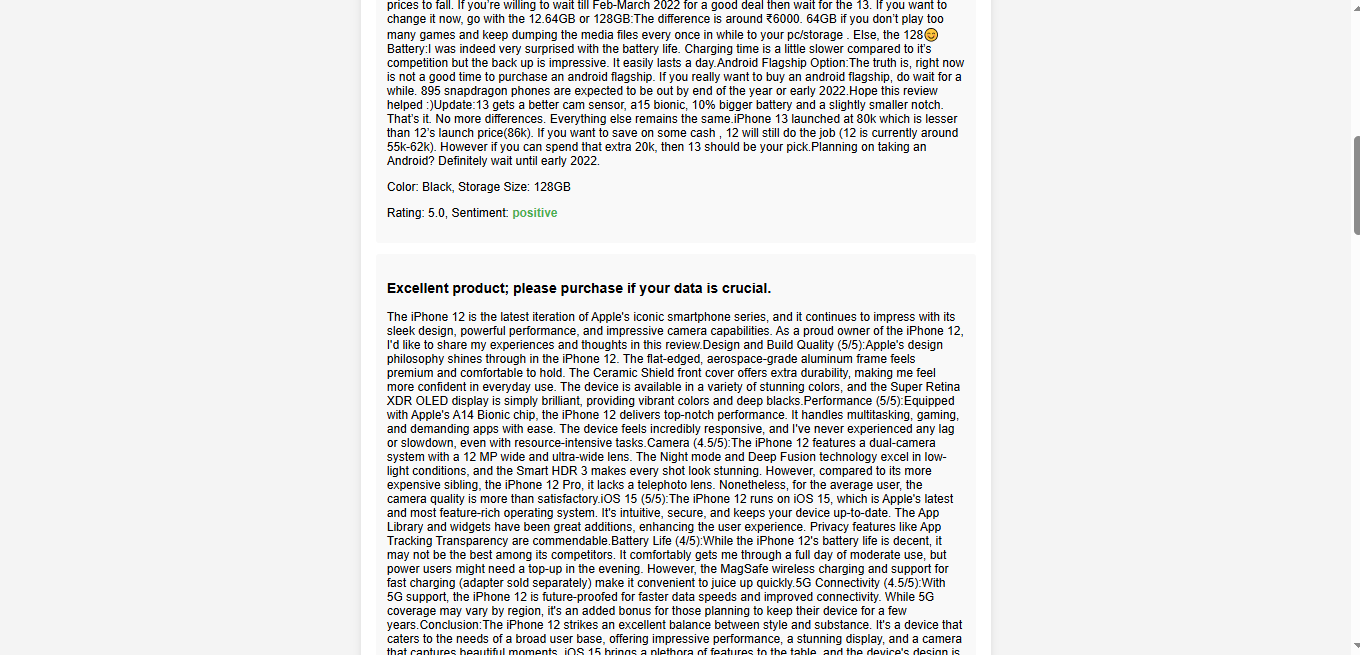 prices to fall. If you’re willing to wait till Feb-March 2022 for a good deal then wait for the 13. If you want to
change it now, go with the 12.64GB or 128GB:The difference is around ₹6000. 64GB if you don’t play too
many games and keep dumping the media files every once in while to your pc/storage . Else, the 128😊
Battery:I was indeed very surprised with the battery life. Charging time is a little slower compared to it’s
competition but the back up is impressive. It easily lasts a day.Android Flagship Option:The truth is, right now
is not a good time to purchase an android flagship. If you really want to buy an android flagship, do wait for a
while. 895 snapdragon phones are expected to be out by end of the year or early 2022.Hope this review
helped :)Update:13 gets a better cam sensor, a15 bionic, 10% bigger battery and a slightly smaller notch.
That’s it. No more differences. Everything else remains the same.iPhone 13 launched at 80k which is lesser
than 12’s launch price(86k). If you want to save on some cash , 12 will still do the job (12 is currently around
55k-62k). However if you can spend that extra 20k, then 13 should be your pick.Planning on taking an
Android? Definitely wait until early 2022.
Color: Black, Storage Size: 128GB
Rating: 5.0, Sentiment: positive
Excellent product; please purchase if your data is crucial.
The iPhone 12 is the latest iteration of Apple's iconic smartphone series, and it continues to impress with its
sleek design, powerful performance, and impressive camera capabilities. As a proud owner of the iPhone 12,
I'd like to share my experiences and thoughts in this review.Design and Build Quality (5/5):Apple's design
philosophy shines through in the iPhone 12. The flat-edged, aerospace-grade aluminum frame feels
premium and comfortable to hold. The Ceramic Shield front cover offers extra durability, making me feel
more confident in everyday use. The device is available in a variety of stunning colors, and the Super Retina
XDR OLED display is simply brilliant, providing vibrant colors and deep blacks.Performance (5/5):Equipped
with Apple's A14 Bionic chip, the iPhone 12 delivers top-notch performance. It handles multitasking, gaming,
and demanding apps with ease. The device feels incredibly responsive, and I've never experienced any lag
or slowdown, even with resource-intensive tasks.Camera (4.5/5):The iPhone 12 features a dual-camera
system with a 12 MP wide and ultra-wide lens. The Night mode and Deep Fusion technology excel in low-
light conditions, and the Smart HDR 3 makes every shot look stunning. However, compared to its more
expensive sibling, the iPhone 12 Pro, it lacks a telephoto lens. Nonetheless, for the average user, the
camera quality is more than satisfactory.iOS 15 (5/5):The iPhone 12 runs on iOS 15, which is Apple's latest
and most feature-rich operating system. It's intuitive, secure, and keeps your device up-to-date. The App
Library and widgets have been great additions, enhancing the user experience. Privacy features like App
Tracking Transparency are commendable.Battery Life (4/5):While the iPhone 12's battery life is decent, it
may not be the best among its competitors. It comfortably gets me through a full day of moderate use, but
power users might need a top-up in the evening. However, the MagSafe wireless charging and support for
fast charging (adapter sold separately) make it convenient to juice up quickly.5G Connectivity (4.5/5):With
5G support, the iPhone 12 is future-proofed for faster data speeds and improved connectivity. While 5G
coverage may vary by region, it's an added bonus for those planning to keep their device for a few
years.Conclusion:The iPhone 12 strikes an excellent balance between style and substance. It's a device that
caters to the needs of a broad user base, offering impressive performance, a stunning display, and a camera
that captures beautiful moments. iOS 15 brings a plethora of features to the table, and the device's design is